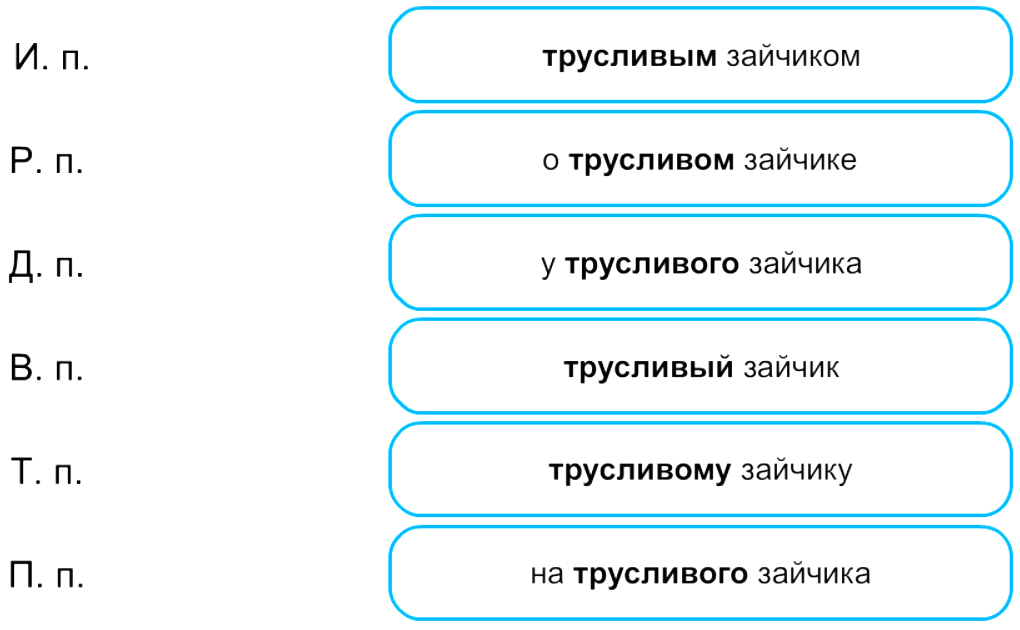 И. п. трусливым зайчиком
Р. п. о трусливом зайчике
Д. п. у трусливого зайчика
В. п. трусливый зайчик
Т. п. трусливому зайчику
П. п. на трусливого зайчика